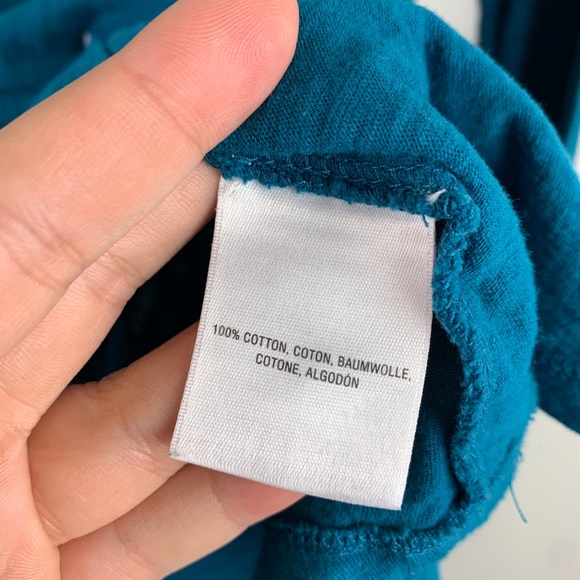 100% COTTON, COTON, BAUMWOLLE,
COTONE, ALGODÓN